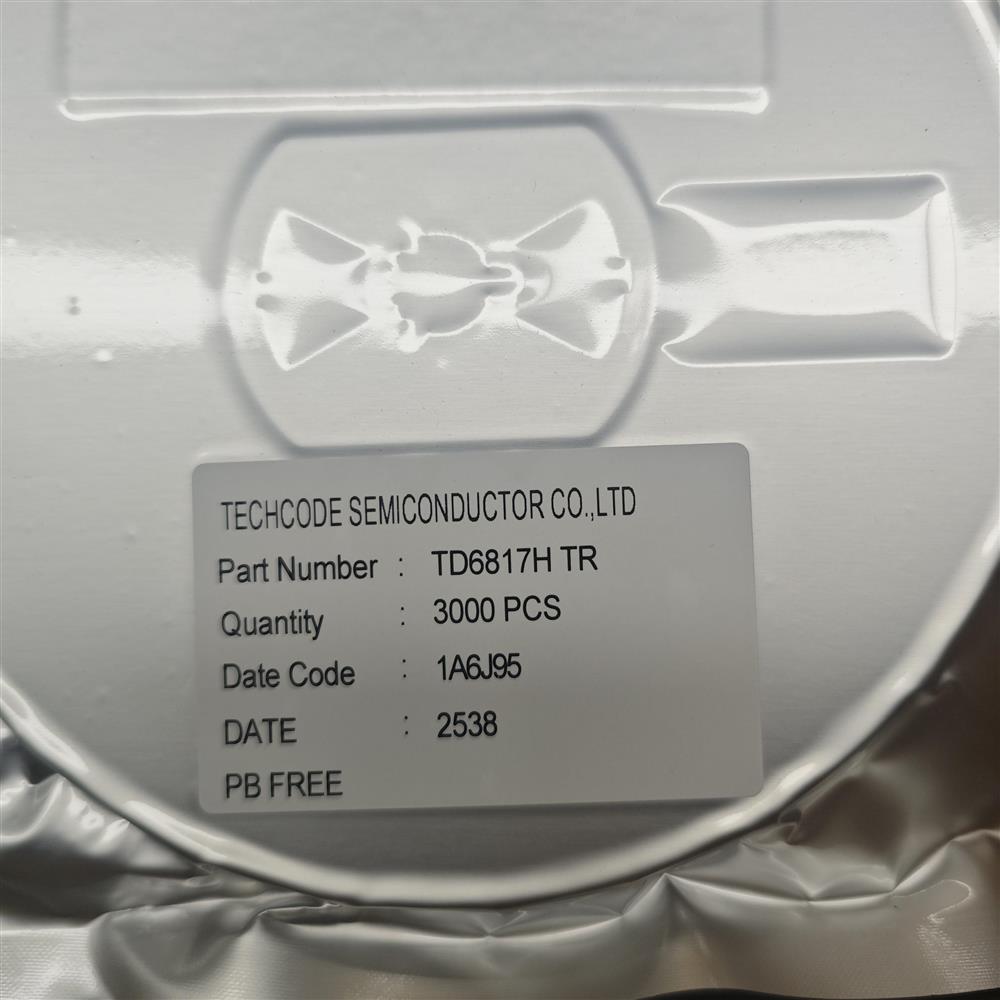 TECHCODE SEMICONDUCTOR CO.,LTD
Part Number : TD6817H TR
Quantity : 3000 PCS
Date Code : 1A6J95
DATE : 2538
PB FREE